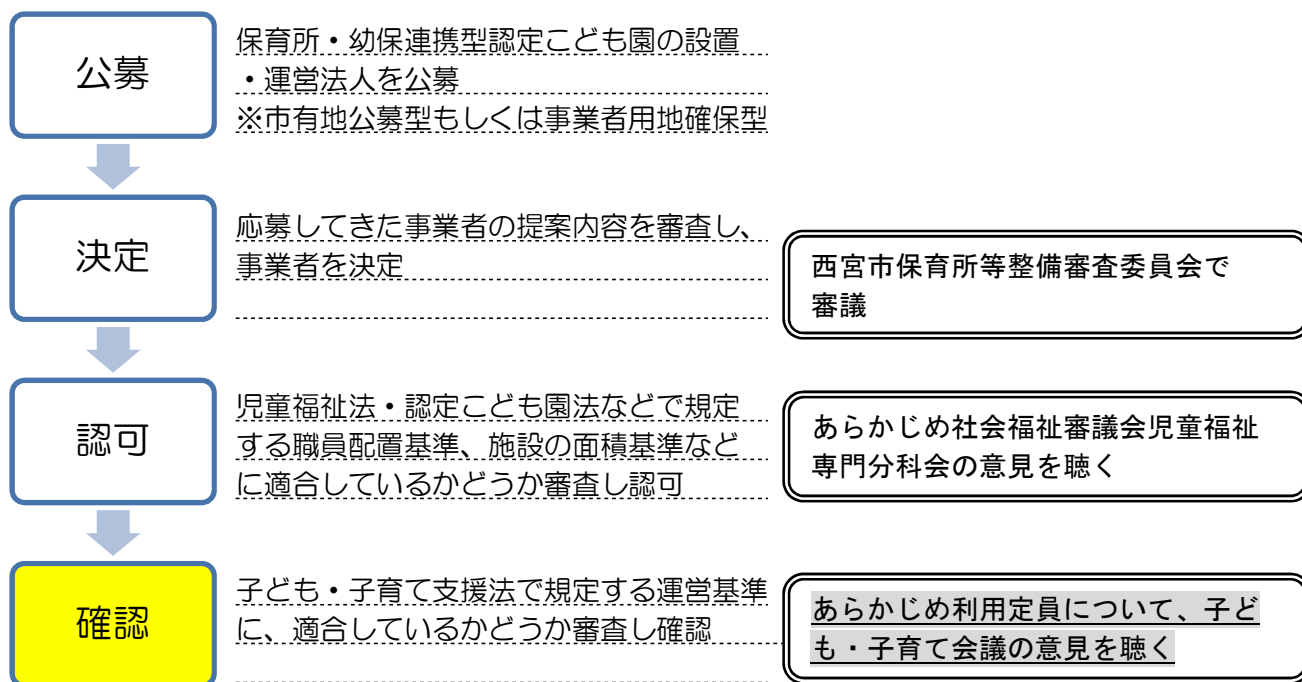 公募
保育所・幼保連携型認定こども園の設置
・運営法人を公募
※市有地公募型もしくは事業者用地確保型
決定
応募してきた事業者の提案内容を審査し、
事業者を決定
西宮市保育所等整備審査委員会で
審議
認可
児童福祉法・認定こども園法などで規定
する職員配置基準、施設の面積基準など
に適合しているかどうか審査し認可
あらかじめ社会福祉審議会児童福祉
専門分科会の意見を聴く
確認
子ども・子育て支援法で規定する運営基準
に、適合しているかどうか審査し確認
あらかじめ利用定員について、子ど
も・子育て会議の意見を聴く